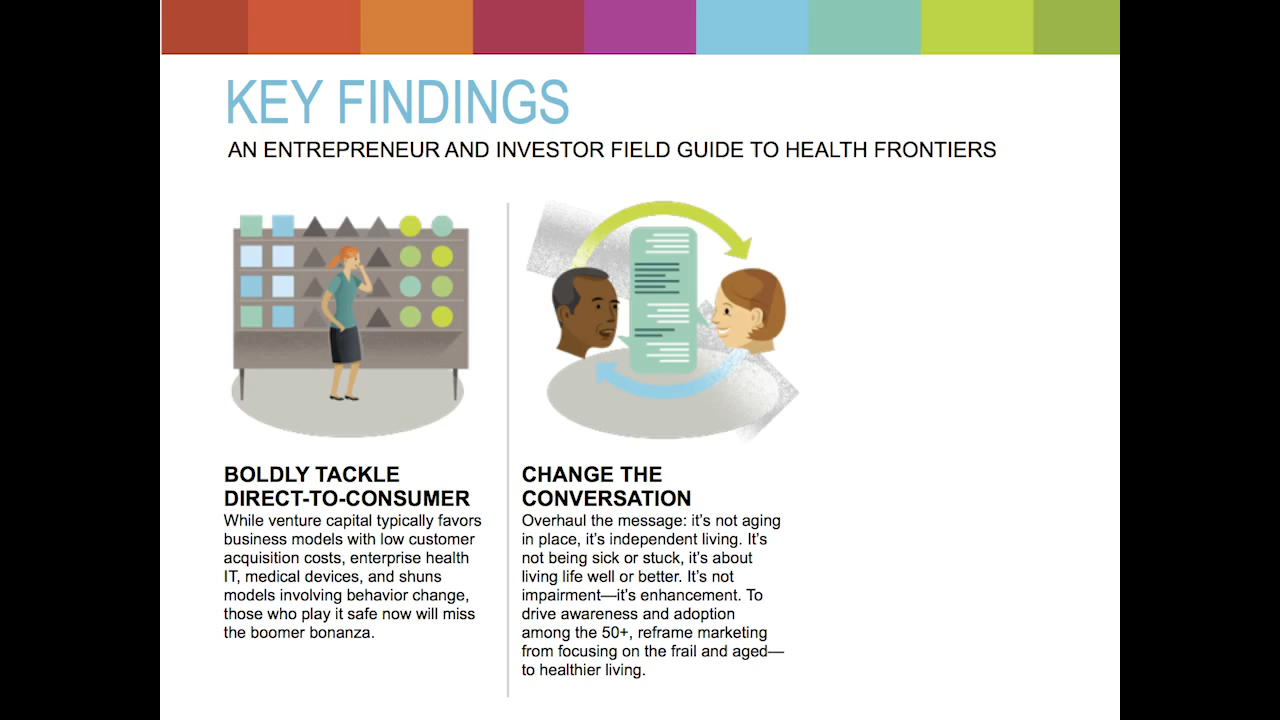 KEY FINDINGS
AN ENTREPRENEUR AND INVESTOR FIELD GUIDE TO HEALTH FRONTIERS
BOLDLY TACKLE
DIRECT-TO-CONSUMER
While venture capital typically favors
business models with low customer
acquisition costs, enterprise health
IT, medical devices, and shuns
models involving behavior change,
those who play it safe now will miss
the boomer bonanza.
CHANGE THE
CONVERSATION
Overhaul the message: it’s not aging
in place, it’s independent living. It’s
not being sick or stuck, it’s about
living life well or better. It’s not
impairment—it’s enhancement. To
drive awareness and adoption
among the 50+, reframe marketing
from focusing on the frail and aged—
to healthier living.